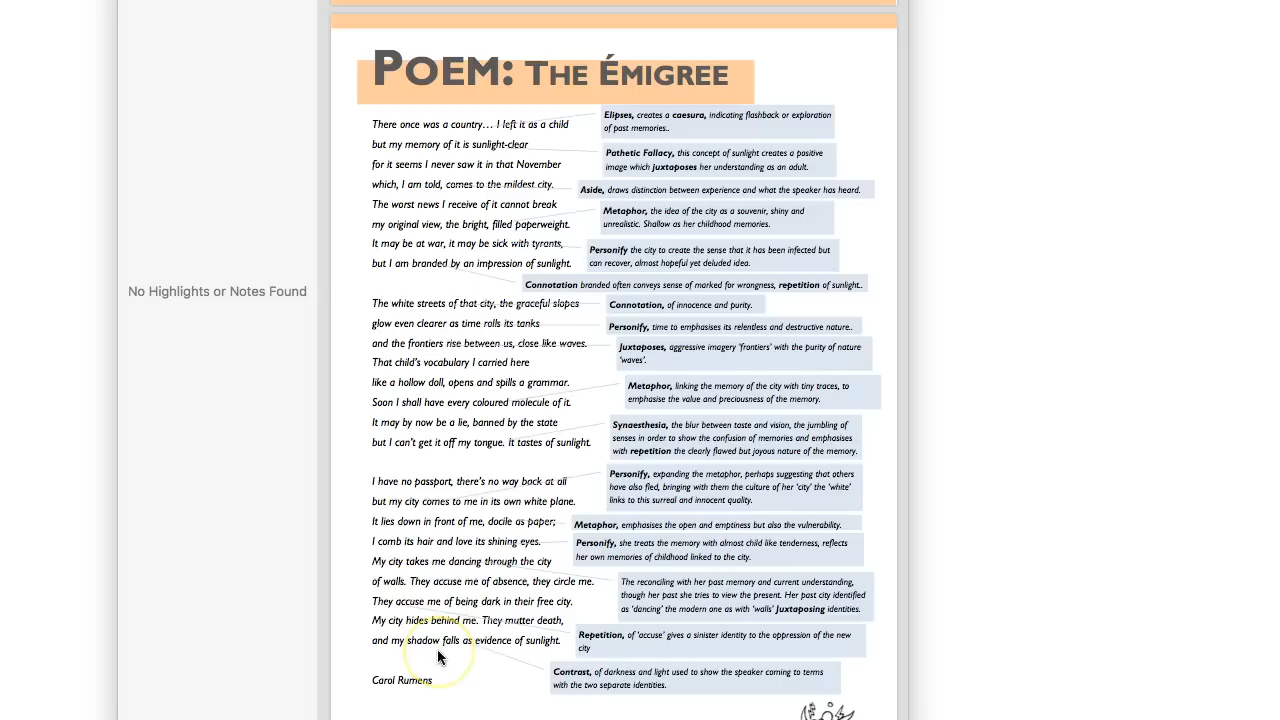 POEM: THE ÉMIGREE
There once was a country… I left it as a child
but my memory of it is sunlight-clear
for it seems I never saw it in that November
which, I am told, comes to the mildest city.
The worst news I receive of it cannot break
my original view, the bright, filled paperweight.
It may be at war, it may be sick with tyrants,
but I am branded by an impression of sunlight.
The white streets of that city, the graceful slopes
glow even clearer as time rolls its tanks
and the frontiers rise between us, close like waves.
That child's vocabulary I carried here
like a hollow doll, opens and spills a grammar.
Soon I shall have every coloured molecule of it.
It may by now be a lie, banned by the state
but I can't get it off my tongue. it tastes of sunlight.
I have no passport, there's no way back at all
but my city comes to me in its own white plane.
It lies down in front of me, docile as paper;
I comb its hair and love its shining eyes.
My city takes me dancing through the city
of walls. They accuse me of absence, they circle me.
They accuse me of being dark in their free city.
My city hides behind me. They mutter death,
and my shadow falls as evidence of sunlight.
Carol Rumens
Elipses, creates a caesura, indicating flashback or exploration
of past memories..
Pathetic Fallacy, this concept of sunlight creates a positive
image which juxtaposes her understanding as an adult.
Aside, draws distinction between experience and what the speaker has heard.
Metaphor, the idea of the city as a souvenir, shiny and
unrealistic. Shallow as her childhood memories.
Personify the city to create the sense that it has been infected but
can recover, almost hopeful yet deluded idea.
Connotation branded often conveys sense of marked for wrongness, repetition of sunlight..
Connotation, of innocence and purity.
Personify, time to emphasises its relentless and destructive nature..
Juxtaposes, aggressive imagery 'frontiers' with the purity of nature
'waves'.
Metaphor, linking the memory of the city with tiny traces, to
emphasise the value and preciousness of the memory.
Synaesthesia, the blur between taste and vision, the jumbling of
senses in order to show the confusion of memories and emphasises
with repetition the clearly flawed but joyous nature of the memory.
Personify, expanding the metaphor, perhaps suggesting that others
have also fled, bringing with them the culture of her 'city' the 'white'
links to this surreal and innocent quality.
Metaphor, emphasises the open and emptiness but also the vulnerability.
Personify, she treats the memory with almost child like tenderness, reflects
her own memories of childhood linked to the city.
The reconciling with her past memory and current understanding,
though her past she tries to view the present. Her past city identified
as 'dancing' the modern one as with 'walls' Juxtaposing identities.
Repetition, of 'accuse' gives a sinister identity to the oppression of the new
city
Contrast, of darkness and light used to show the speaker coming to terms
with the two separate identities.
No Highlights or Notes Found